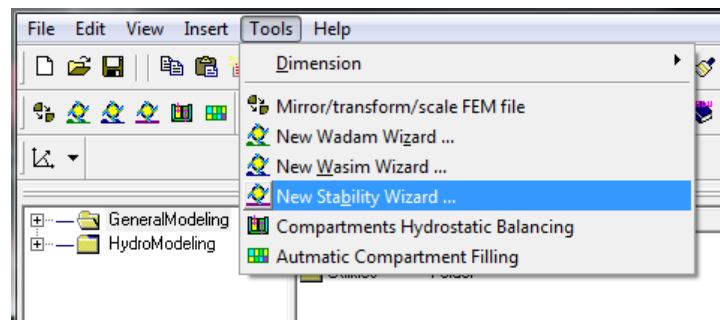 File Edit View Insert Tools Help
Dimension
Mirror/transform/scale FEM file
New Wadam Wizard ...
New Wasim Wizard ...
New Stability Wizard ...
Compartments Hydrostatic Balancing
Autmatic Compartment Filling
GeneralModeling
HydroModeling